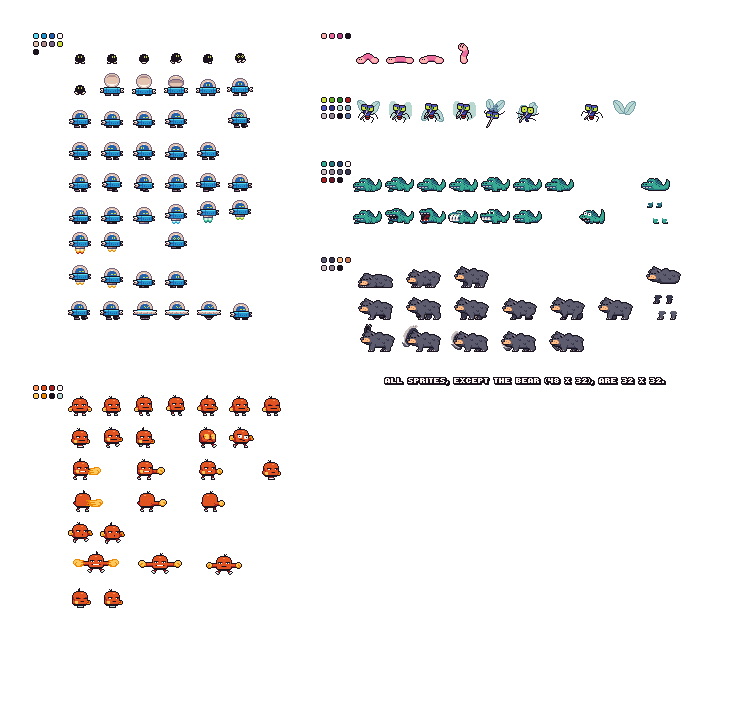 ALL SPRITES, EXCEPT THE BEAR (48 X 32), ARE 32 X 32.